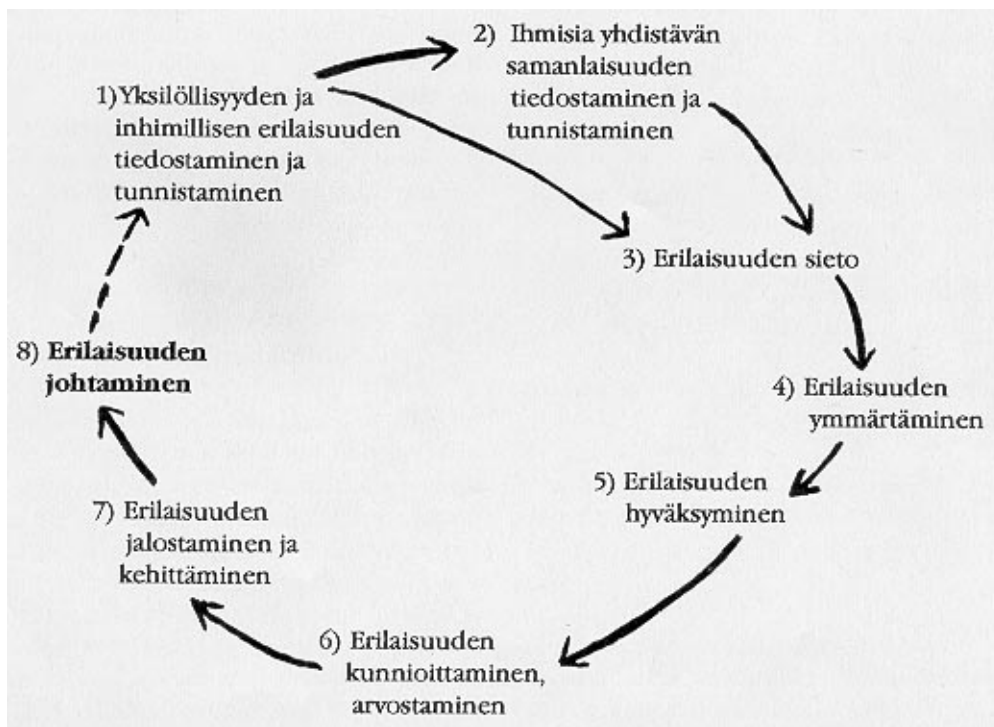 1) Yksilöllisyyden ja
inhimillisen erilaisuuden
tiedostaminen ja
tunnistaminen
2) Ihmisia yhdistävän
samanlaisuuden
tiedostaminen ja
tunnistaminen
3) Erilaisuuden sieto
4) Erilaisuuden
ymmärtäminen
5) Erilaisuuden
hyväksyminen
6) Erilaisuuden
kunnioittaminen,
arvostaminen
7) Erilaisuuden
jalostaminen ja
kehittäminen
8) Erilaisuuden
johtaminen